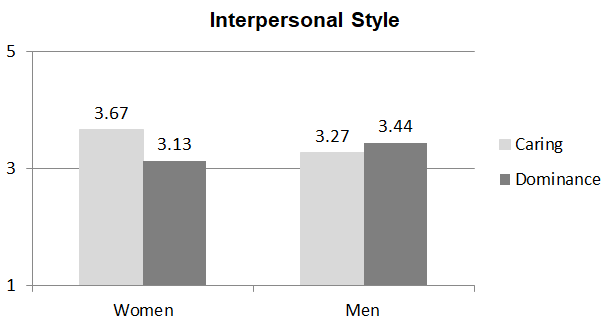 Interpersonal Style
5
3
1
3.67
3.13
3.27
3.44
Women
Men
Caring
Dominance